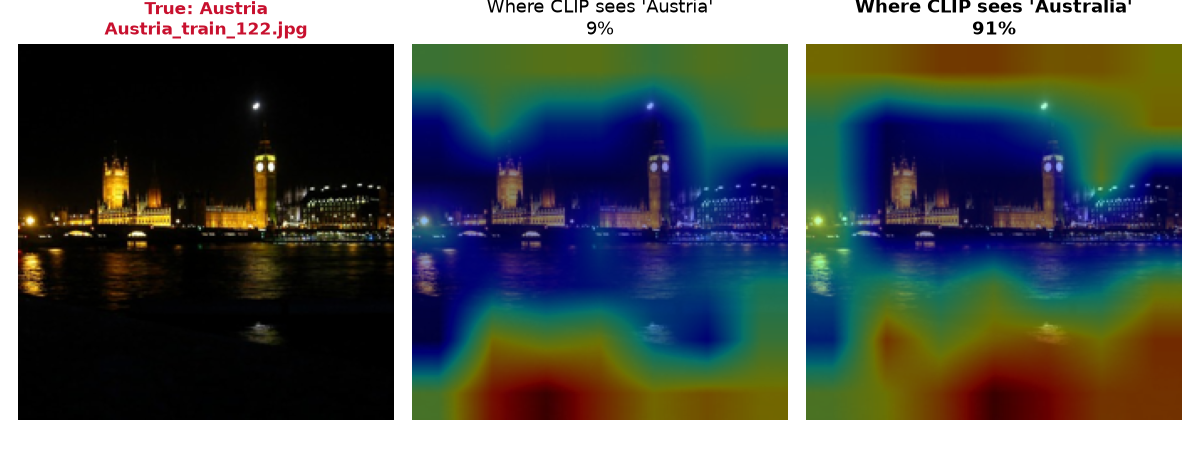 True: Austria
Austria_train_122.jpg
Where CLIP sees 'Austria'
9%
Where CLIP sees 'Australia'
91%